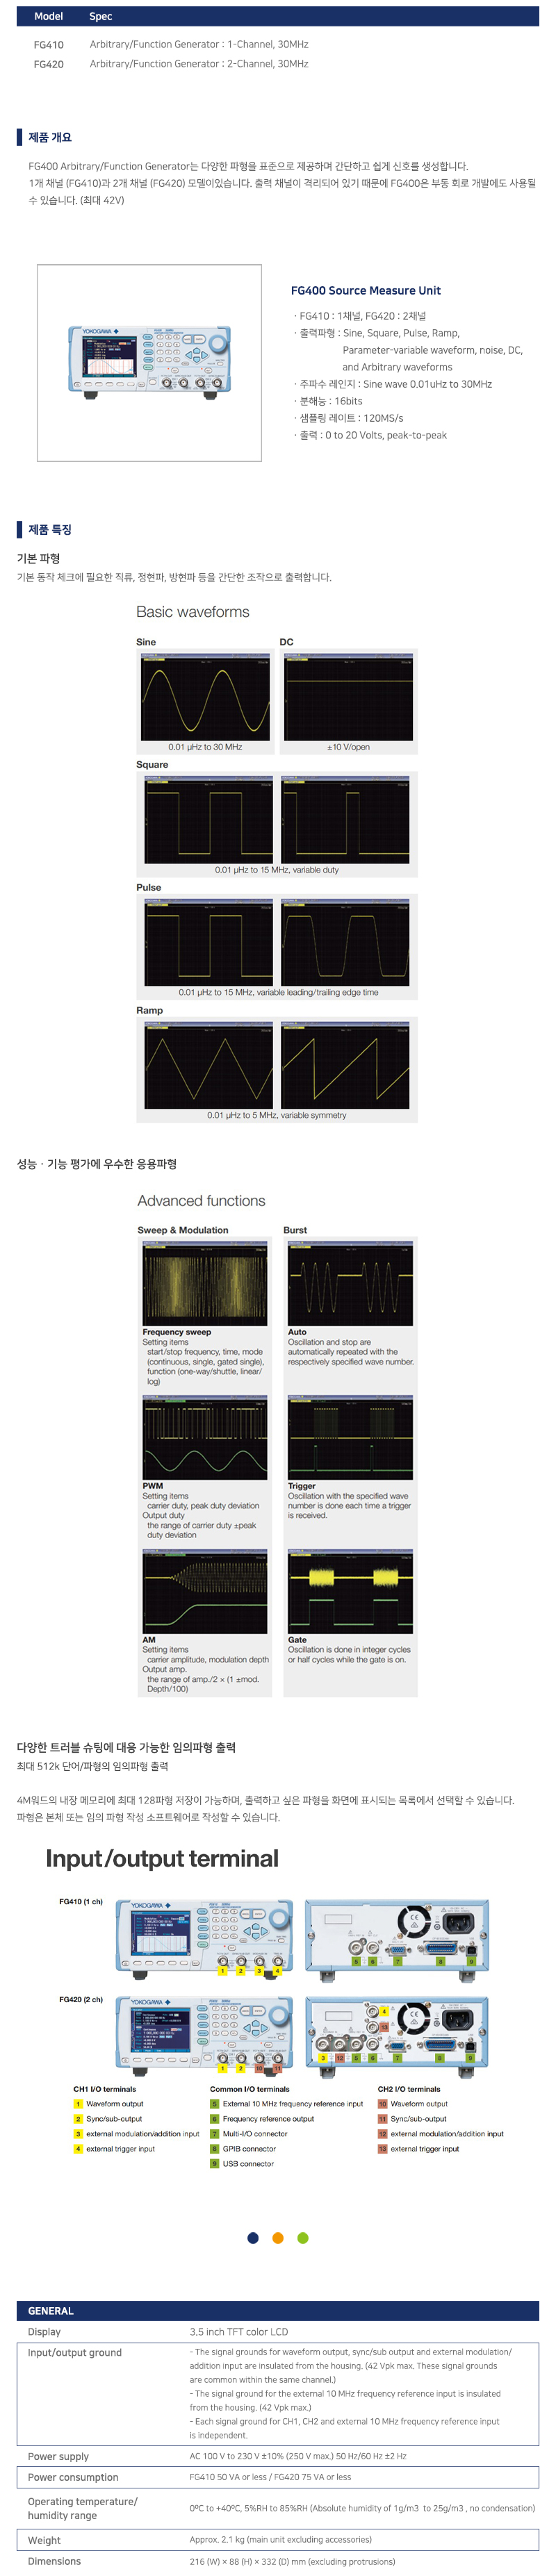 Model Spec
FG410 Arbitrary/Function Generator : 1-Channel, 30MHz
FG420 Arbitrary/Function Generator : 2-Channel, 30MHz
제품 개요
FG400 Arbitrary/Function Generator는 다양한 파형을 표준으로 제공하며 간단하고 쉽게 신호를 생성합니다.
1개 채널 (FG410)과 2개 채널 (FG420) 모델이있습니다. 출력 채널이 격리되어 있기 때문에 FG400은 부동 회로 개발에도 사용될
수 있습니다. (최대 42V)
YOKOGAWA
FG400 Source Measure Unit
· FG410 : 1채널, FG420 : 2채널
· 출력파형 : Sine, Square, Pulse, Ramp,
Parameter-variable waveform, noise, DC,
and Arbitrary waveforms
· 주파수 레인지 : Sine wave 0.01uHz to 30MHz
· 분해능 : 16bits
· 샘플링 레이트 : 120MS/s
· 출력 : 0 to 20 Volts, peak-to-peak
제품 특징
기본 파형
기본 동작 체크에 필요한 직류, 정현파, 방현파 등을 간단한 조작으로 출력합니다.
Basic waveforms
Sine DC
0.01 µHz to 30 MHz ±10 V/open
Square
0.01 µHz to 15 MHz, variable duty
Pulse
0.01 µHz to 15 MHz, variable leading/trailing edge time
Ramp
0.01 µHz to 5 MHz, variable symmetry
성능 · 기능 평가에 우수한 응용파형
Advanced functions
Sweep & Modulation
Frequency sweep
Setting items
start/stop frequency, time, mode
(continuous, single, gated single),
function (one-way/shuttle, linear/
log)
PWM
Setting items
carrier duty, peak duty deviation
Output duty
the range of carrier duty ±peak
duty deviation
AM
Setting items
carrier amplitude, modulation depth
Output amp.
the range of amp./2 × (1 ±mod.
Depth/100)
Burst
Auto
Oscillation and stop are
automatically repeated with the
respectively specified wave number.
Trigger
Oscillation with the specified wave
number is done each time a trigger
is received.
Gate
Oscillation is done in integer cycles
or half cycles while the gate is on.
다양한 트러블 슈팅에 대응 가능한 임의파형 출력
최대 512k 단어/파형의 임의파형 출력
4M워드의 내장 메모리에 최대 128파형 저장이 가능하며, 출력하고 싶은 파형을 화면에 표시되는 목록에서 선택할 수 있습니다.
파형은 본체 또는 임의 파형 작성 소프트웨어로 작성할 수 있습니다.
Input/output terminal
FG410 (1 ch)
YOKOGAWA
1 2 3 4
5 6 7 8 9
FG420 (2 ch)
YOKOGAWA
1 2 10 11
4
13
3 12 5 6 7 8 9
CH1 I/O terminals
1 Waveform output
2 Sync/sub-output
3 external modulation/addition input
4 external trigger input
Common I/O terminals
5 External 10 MHz frequency reference input
6 Frequency reference output
7 Multi-I/O connector
8 GPIB connector
9 USB connector
CH2 I/O terminals
10 Waveform output
11 Sync/sub-output
12 external modulation/addition input
13 external trigger input
GENERAL
Display 3.5 inch TFT color LCD
Input/output ground - The signal grounds for waveform output, sync/sub output and external modulation/
addition input are insulated from the housing. (42 Vpk max. These signal grounds
are common within the same channel.)
- The signal ground for the external 10 MHz frequency reference input is insulated
from the housing. (42 Vpk max.)
- Each signal ground for CH1, CH2 and external 10 MHz frequency reference input
is independent.
Power supply AC 100 V to 230 V ±10% (250 V max.) 50 Hz/60 Hz ±2 Hz
Power consumption FG410 50 VA or less / FG420 75 VA or less
Operating temperature/
humidity range 0ºC to +40ºC, 5%RH to 85%RH (Absolute humidity of 1g/m3 to 25g/m3 , no condensation)
Weight Approx. 2.1 kg (main unit excluding accessories)
Dimensions 216 (W) × 88 (H) × 332 (D) mm (excluding protrusions)